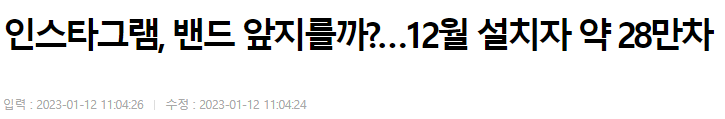 인스타그램, 밴드 앞지를까?…12월 설치자 약 28만차
입력 : 2023-01-12 11:04:26 | 수정 : 2023-01-12 11:04:24